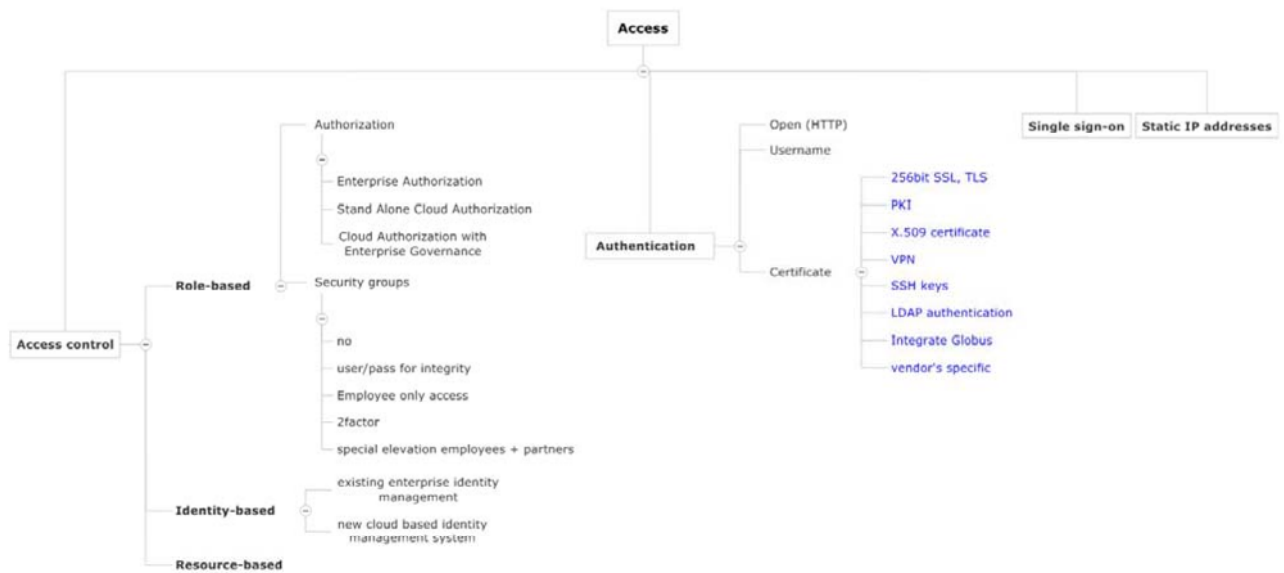 Access
Authorization
Open (HTTP)
Single sign-on
Static IP addresses
Username
Enterprise Authorization
256bit SSL, TLS
Stand Alone Cloud Authorization
PKI
Cloud Authorization with
Enterprise Governance
X.509 certificate
Authentication
VPN
Certificate
Role-based
Security groups
SSH keys
LDAP authentication
Access control
no
Integrate Globus
user/pass for integrity
vendor's specific
Employee only access
2factor
special elevation employees + partners
existing enterprise identity
management
Identity-based
new cloud based identity
management system
Resource-based